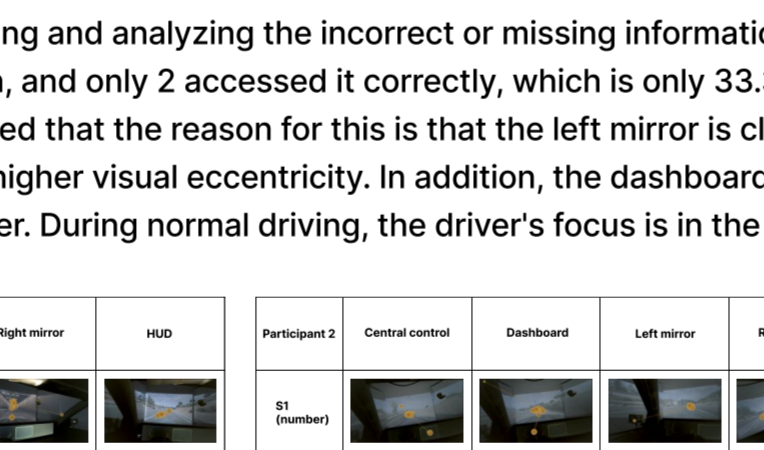 ng and analyzing the incorrect or missing informatio
, and only 2 accessed it correctly, which is only 33.
ed that the reason for this is that the left mirror is cl
higher visual eccentricity. In addition, the dashboard
er. During normal driving, the driver's focus is in the
Right mirror HUD Participant 2 Central control Dashboard Left mirror R
S1
(number)